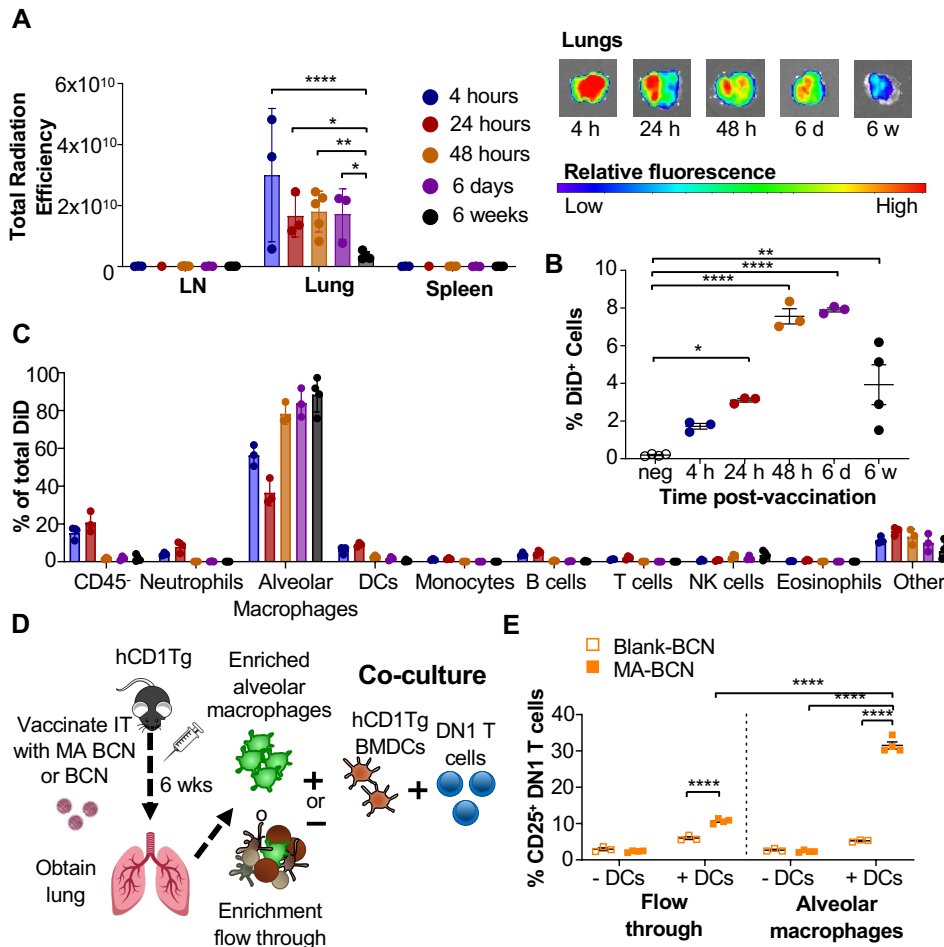 A
Total Radiation
Efficiency
6x10¹⁰
4x10¹⁰
2x10¹⁰
0
****
*
**
*
4 hours
24 hours
48 hours
6 days
6 weeks
LN
Lung
Spleen
Lungs
4 h
24 h
48 h
6 d
6 w
Relative fluorescence
Low
High
B
% DiD⁺ Cells
10
8
6
4
2
0
**
****
****
*
neg
4 h
24 h
48 h
6 d
6 w
Time post-vaccination
C
% of total DiD
100
80
60
40
20
0
CD45⁻
Neutrophils
Alveolar
Macrophages
DCs
Monocytes
B cells
T cells
NK cells
Eosinophils
Other
D
hCD1Tg
Vaccinate IT
with MA BCN
or BCN
6 wks
Obtain
lung
Enriched
alveolar
macrophages
Enrichment
flow through
+
or
–
Co-culture
hCD1Tg
BMDCs
+
DN1 T
cells
E
Blank-BCN
MA-BCN
% CD25⁺ DN1 T cells
40
30
20
10
0
****
****
****
****
- DCs
+ DCs
- DCs
+ DCs
Flow
through
Alveolar
macrophages